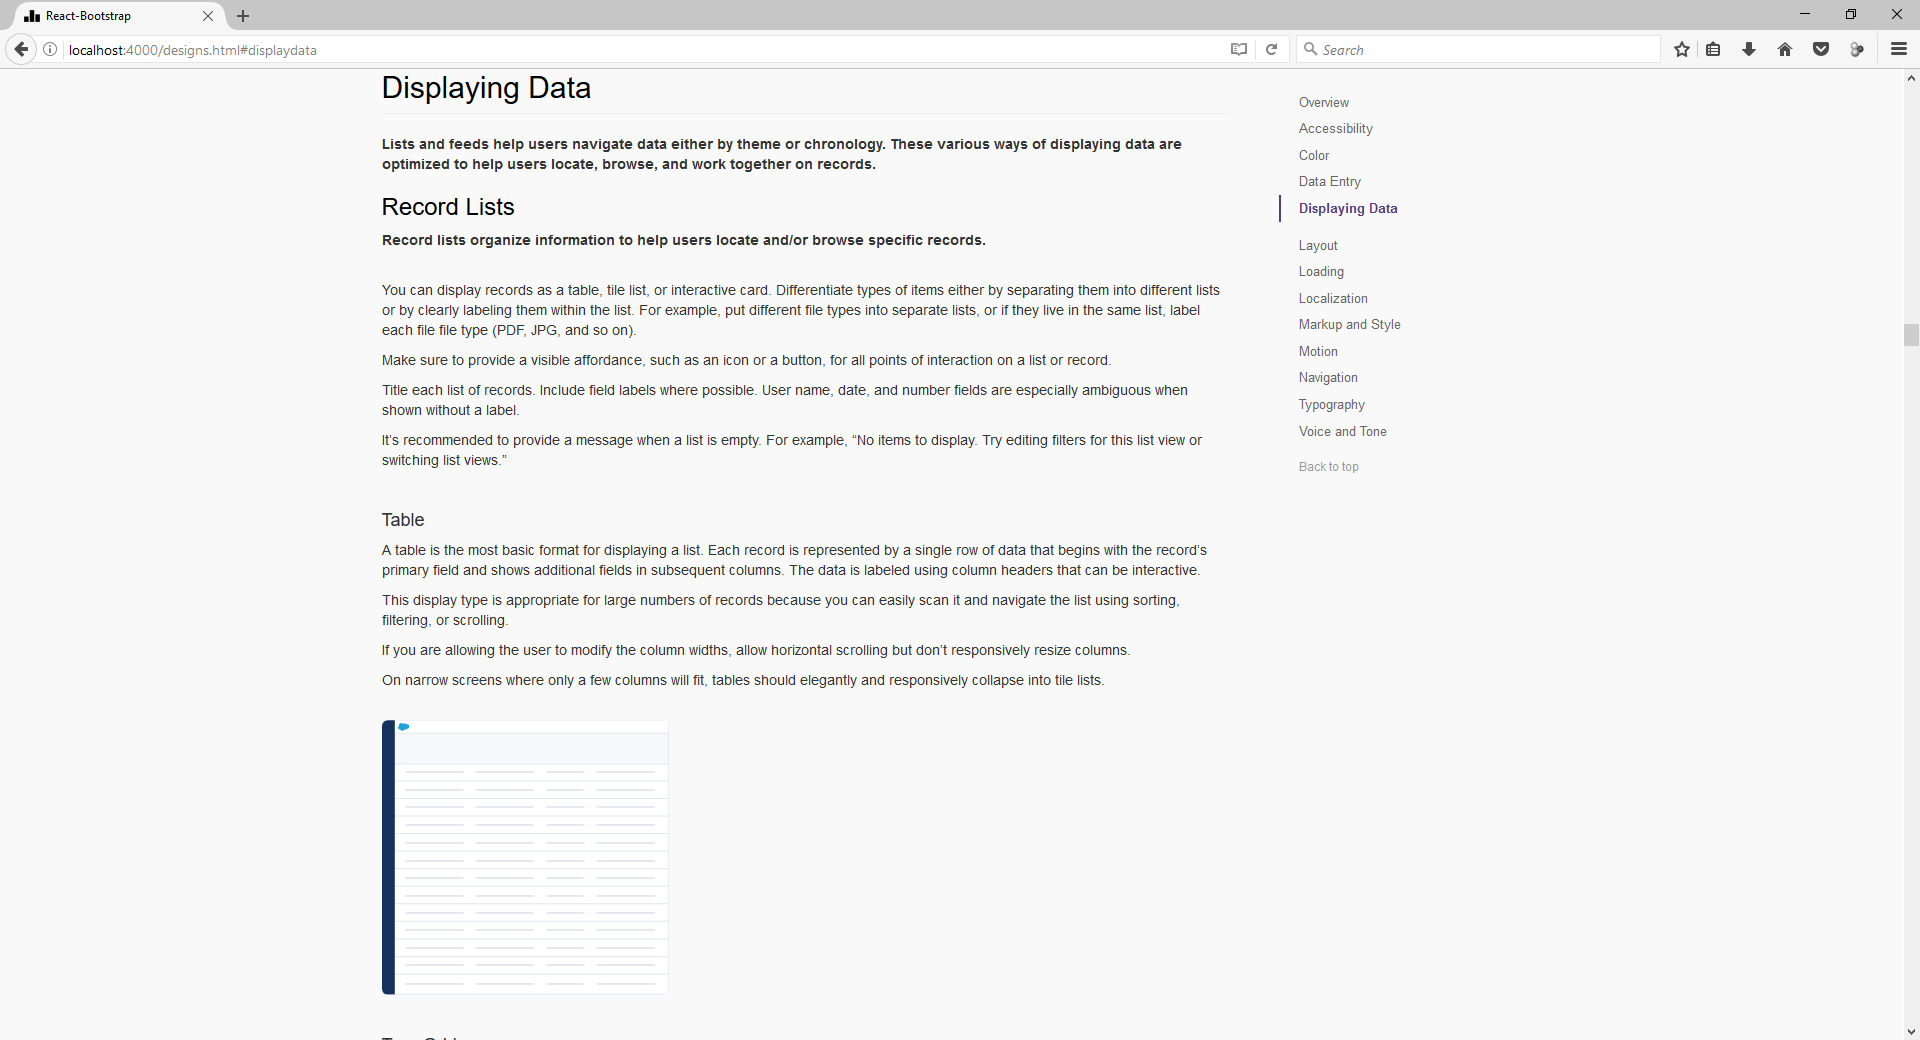 React-Bootstrap
localhost:4000/designs.html#displaydata
Search
Displaying Data
Lists and feeds help users navigate data either by theme or chronology. These various ways of displaying data are
optimized to help users locate, browse, and work together on records.
Record Lists
Record lists organize information to help users locate and/or browse specific records.
You can display records as a table, tile list, or interactive card. Differentiate types of items either by separating them into different lists
or by clearly labeling them within the list. For example, put different file types into separate lists, or if they live in the same list, label
each file file type (PDF, JPG, and so on).
Make sure to provide a visible affordance, such as an icon or a button, for all points of interaction on a list or record.
Title each list of records. Include field labels where possible. User name, date, and number fields are especially ambiguous when
shown without a label.
It’s recommended to provide a message when a list is empty. For example, “No items to display. Try editing filters for this list view or
switching list views.”
Table
A table is the most basic format for displaying a list. Each record is represented by a single row of data that begins with the record’s
primary field and shows additional fields in subsequent columns. The data is labeled using column headers that can be interactive.
This display type is appropriate for large numbers of records because you can easily scan it and navigate the list using sorting,
filtering, or scrolling.
If you are allowing the user to modify the column widths, allow horizontal scrolling but don’t responsively resize columns.
On narrow screens where only a few columns will fit, tables should elegantly and responsively collapse into tile lists.
Overview
Accessibility
Color
Data Entry
Displaying Data
Layout
Loading
Localization
Markup and Style
Motion
Navigation
Typography
Voice and Tone
Back to top